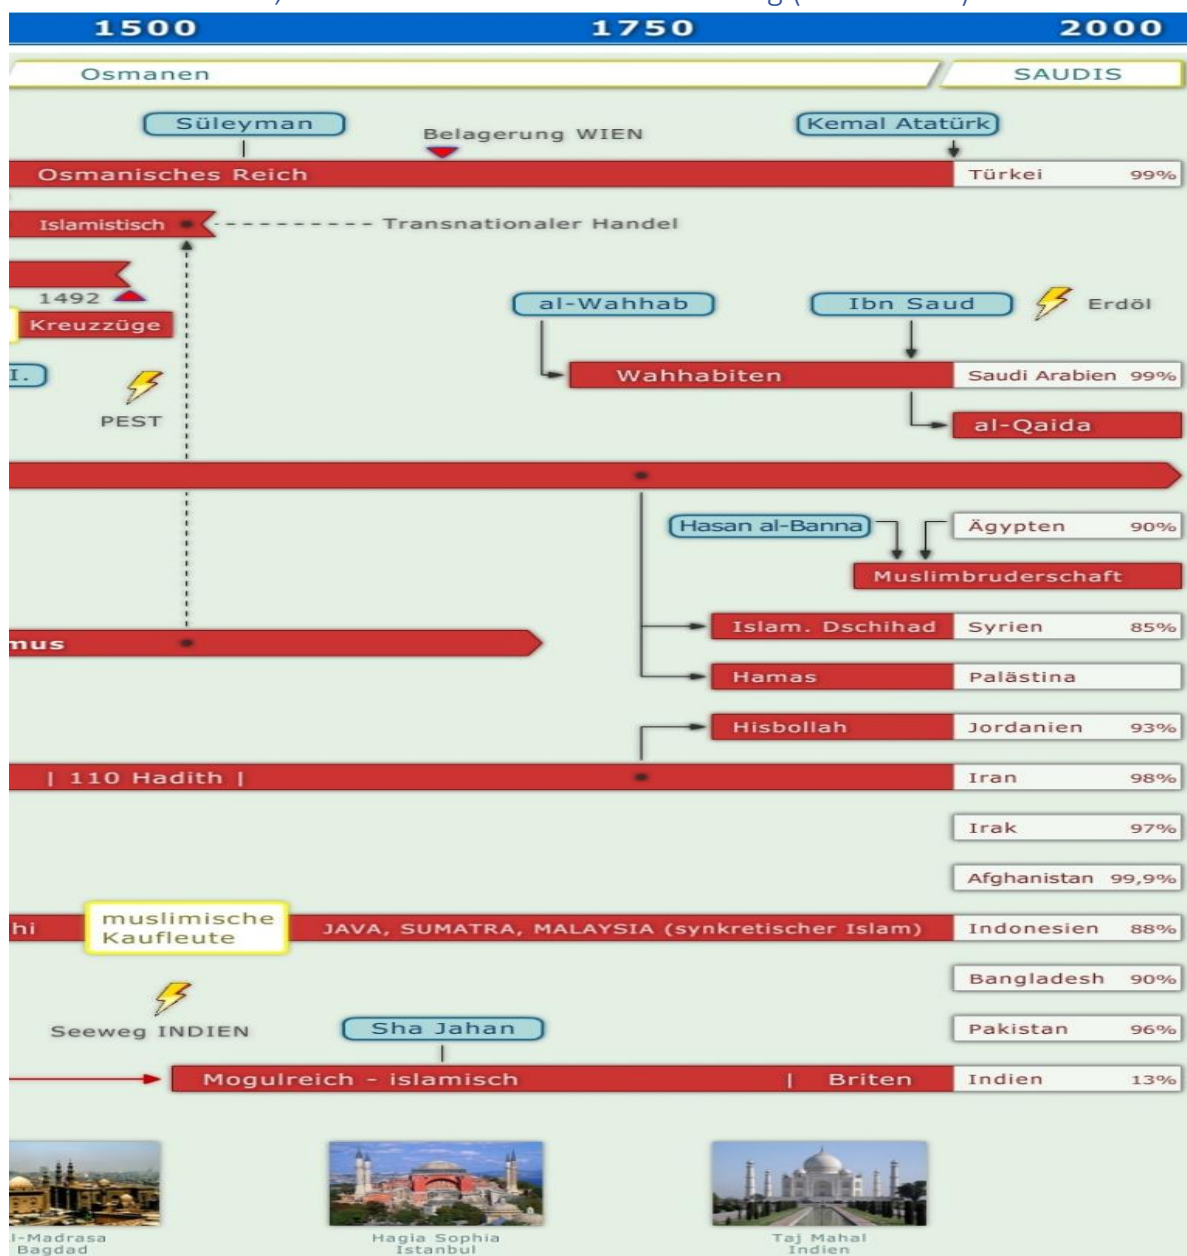 1500 1750 2000
Osmanen SAUDIS
Süleyman Kemal Atatürk
Belagerung WIEN
Osmanisches Reich Türkei 99%
Islamistisch Transnationaler Handel
1492 al-Wahhab Ibn Saud Erdöl
Kreuzzüge
I. Wahhabiten Saudi Arabien 99%
PEST al-Qaida
Hasan al-Banna Ägypten 90%
Muslimbruderschaft
mus Islam. Dschihad Syrien 85%
Hamas Palästina
Hisbollah Jordanien 93%
| 110 Hadith | Iran 98%
Irak 97%
Afghanistan 99,9%
muslimische
Kaufleute
hi JAVA, SUMATRA, MALAYSIA (synkretischer Islam) Indonesien 88%
Bangladesh 90%
Seeweg INDIEN Sha Jahan Pakistan 96%
Mogulreich - islamisch | Briten Indien 13%
l-Madrasa Hagia Sophia Taj Mahal
Bagdad Istanbul Indien